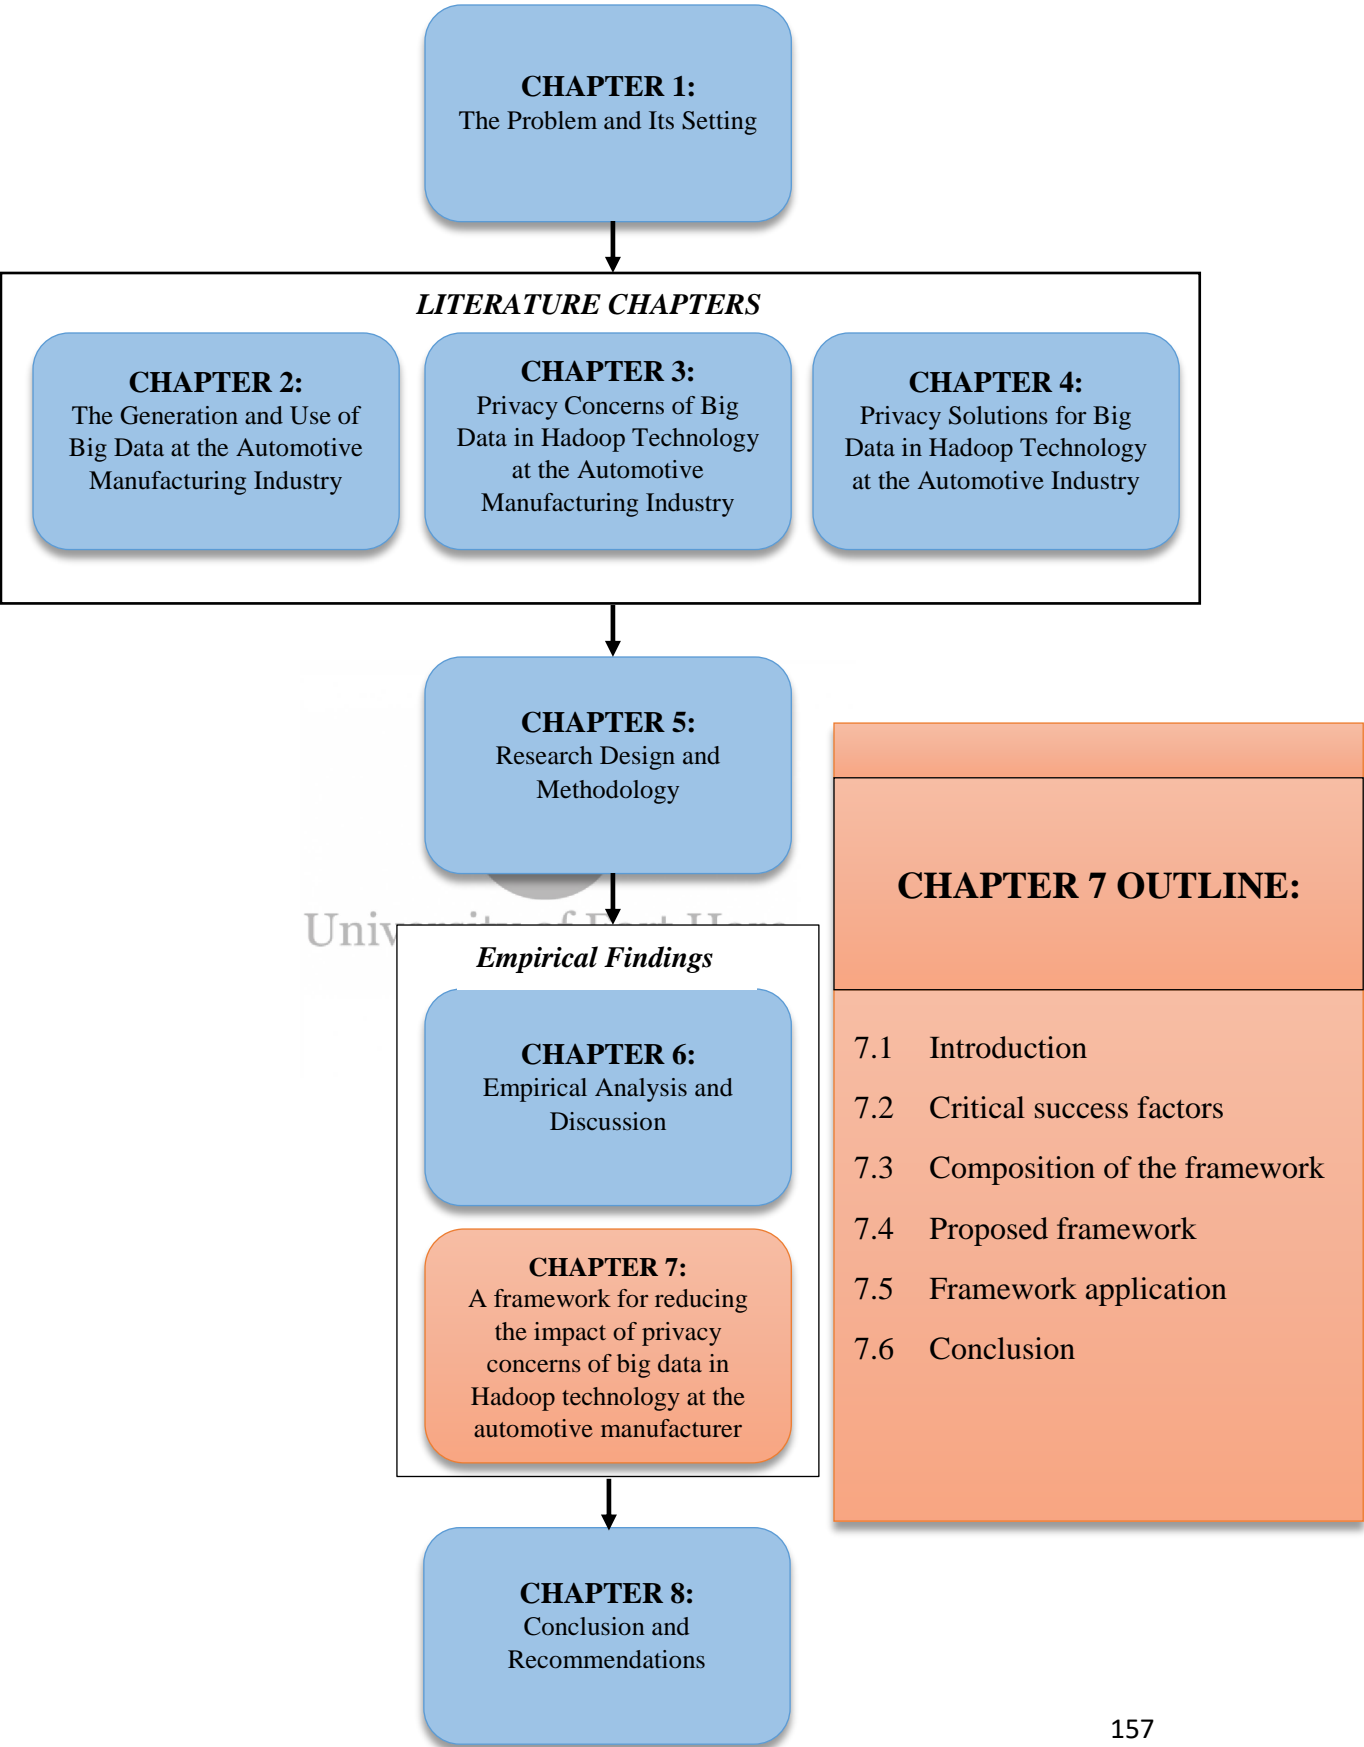 CHAPTER 1:
The Problem and Its Setting
LITERATURE CHAPTERS
CHAPTER 2:
The Generation and Use of
Big Data at the Automotive
Manufacturing Industry
CHAPTER 3:
Privacy Concerns of Big
Data in Hadoop Technology
at the Automotive
Manufacturing Industry
CHAPTER 4:
Privacy Solutions for Big
Data in Hadoop Technology
at the Automotive Industry
CHAPTER 5:
Research Design and
Methodology
University of Fort Hare
Empirical Findings
CHAPTER 6:
Empirical Analysis and
Discussion
CHAPTER 7:
A framework for reducing
the impact of privacy
concerns of big data in
Hadoop technology at the
automotive manufacturer
CHAPTER 8:
Conclusion and
Recommendations
CHAPTER 7 OUTLINE:
7.1 Introduction
7.2 Critical success factors
7.3 Composition of the framework
7.4 Proposed framework
7.5 Framework application
7.6 Conclusion
157